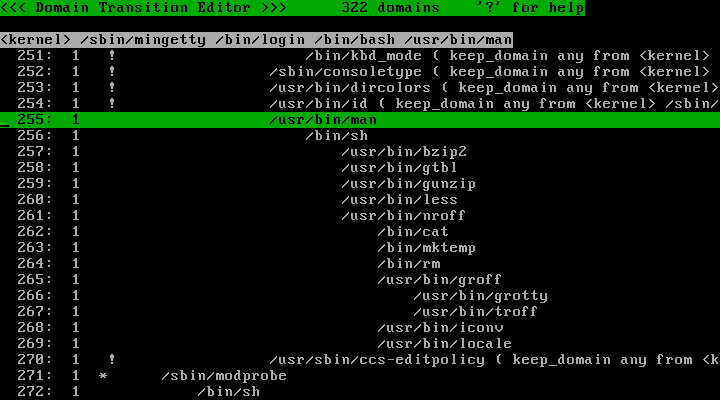 <<< Domain Transition Editor >>>      322 domains    '?' for help
<kernel> /sbin/mingetty /bin/login /bin/bash /usr/bin/man
251:  1   !                     /bin/kbd_mode ( keep_domain any from <kernel>
252:  1   !                 /sbin/consoletype ( keep_domain any from <kernel>
253:  1   !                 /usr/bin/dircolors ( keep_domain any from <kernel>
254:  1   !                 /usr/bin/id ( keep_domain any from <kernel> /sbin/
255:  1                     /usr/bin/man
256:  1                         /bin/sh
257:  1                             /usr/bin/bzip2
258:  1                             /usr/bin/gtbl
259:  1                             /usr/bin/gunzip
260:  1                             /usr/bin/less
261:  1                             /usr/bin/nroff
262:  1                                 /bin/cat
263:  1                                 /bin/mktemp
264:  1                                 /bin/rm
265:  1                                 /usr/bin/groff
266:  1                                     /usr/bin/grotty
267:  1                                     /usr/bin/troff
268:  1                                 /usr/bin/iconv
269:  1                                 /usr/bin/locale
270:  1   !                 /usr/sbin/ccs-editpolicy ( keep_domain any from <k
271:  1  *      /sbin/modprobe
272:  1             /bin/sh